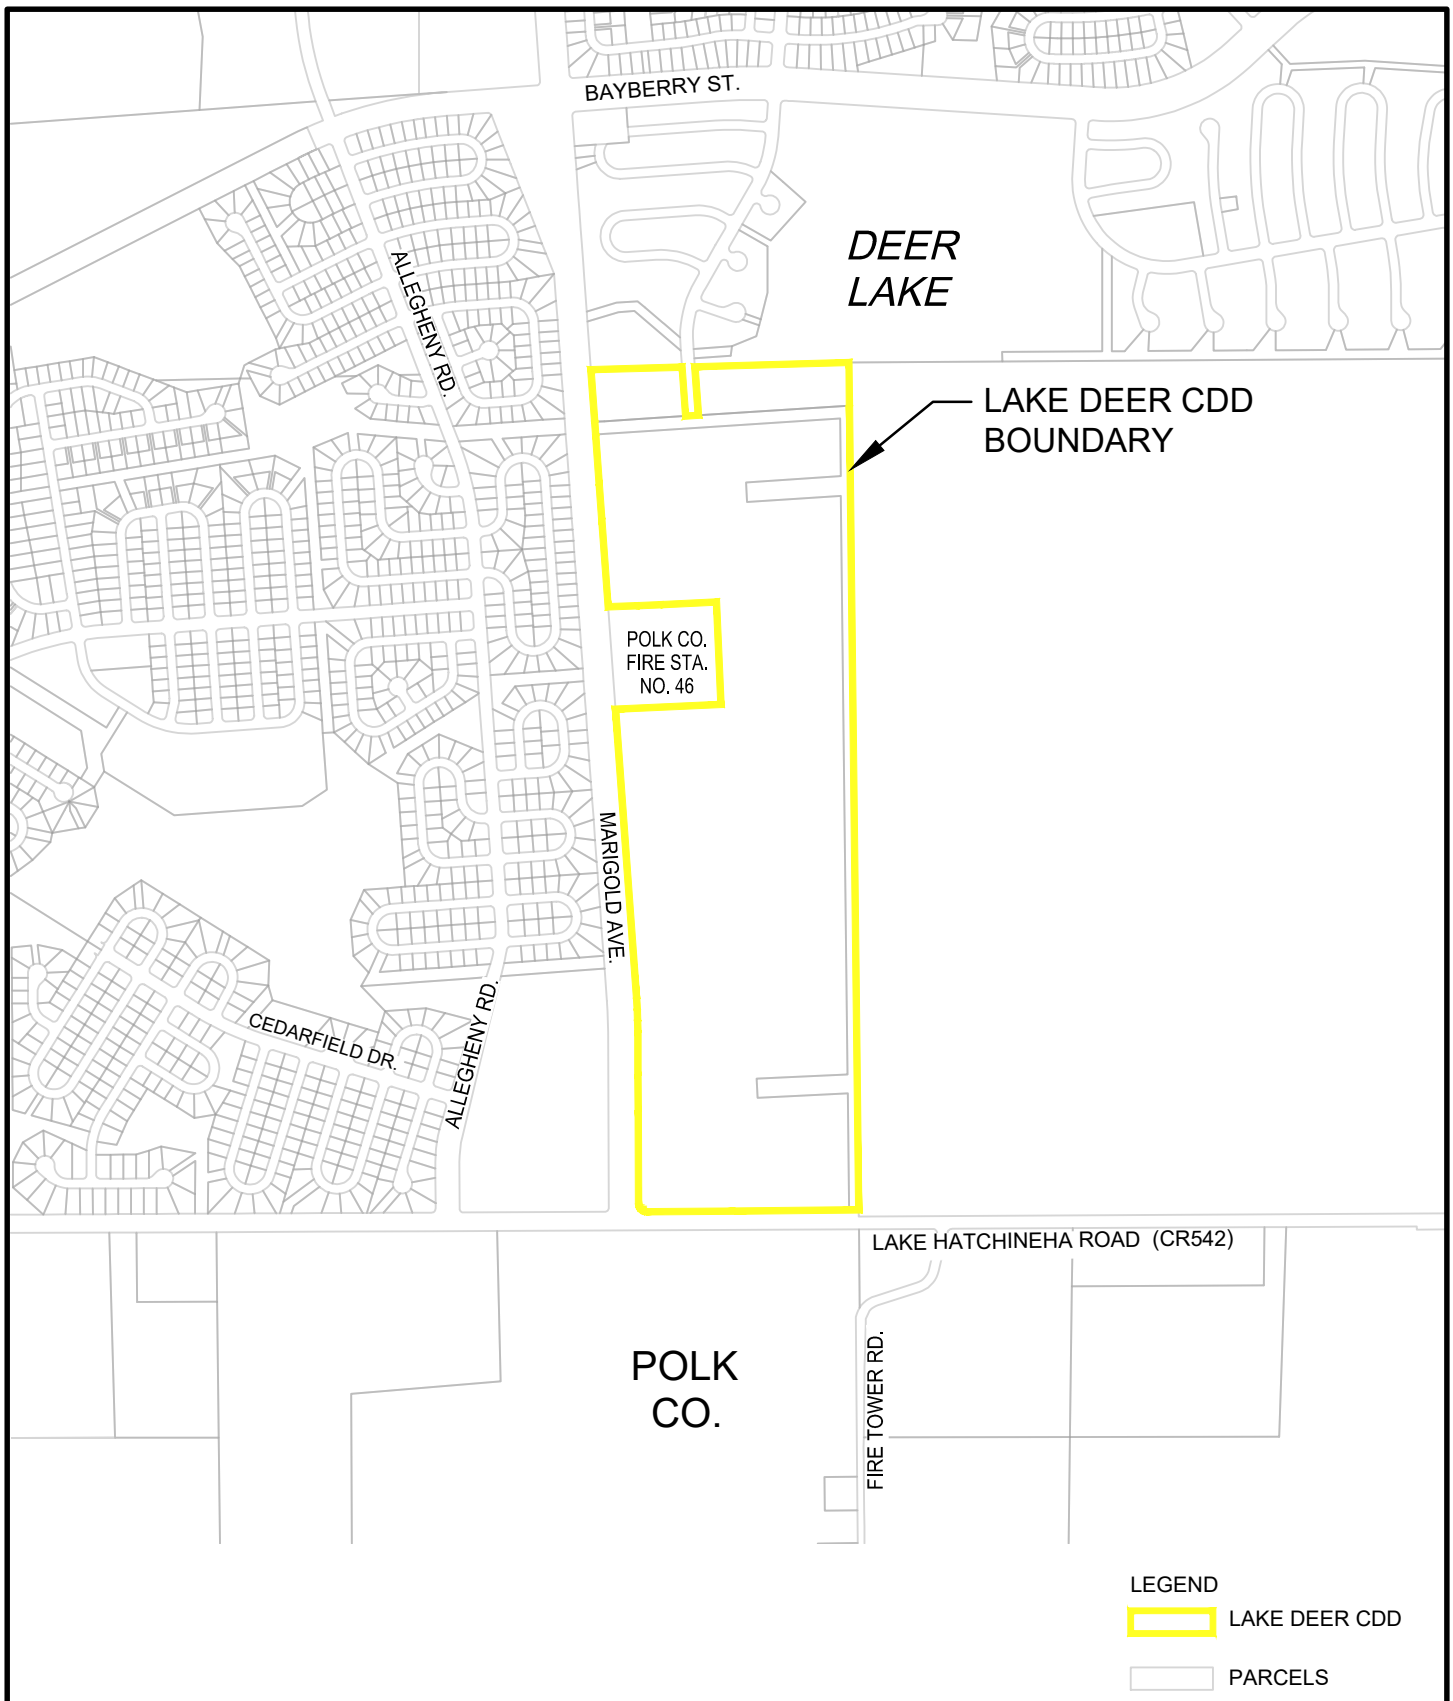 BAYBERRY ST.
DEER
LAKE
ALLEGHENY RD.
LAKE DEER CDD
BOUNDARY
POLK CO.
FIRE STA.
NO. 46
MARIGOLD AVE.
CEDARFIELD DR.
ALLEGHENY RD.
LAKE HATCHINEHA ROAD (CR542)
POLK
CO.
FIRE TOWER RD.
LEGEND
LAKE DEER CDD
PARCELS